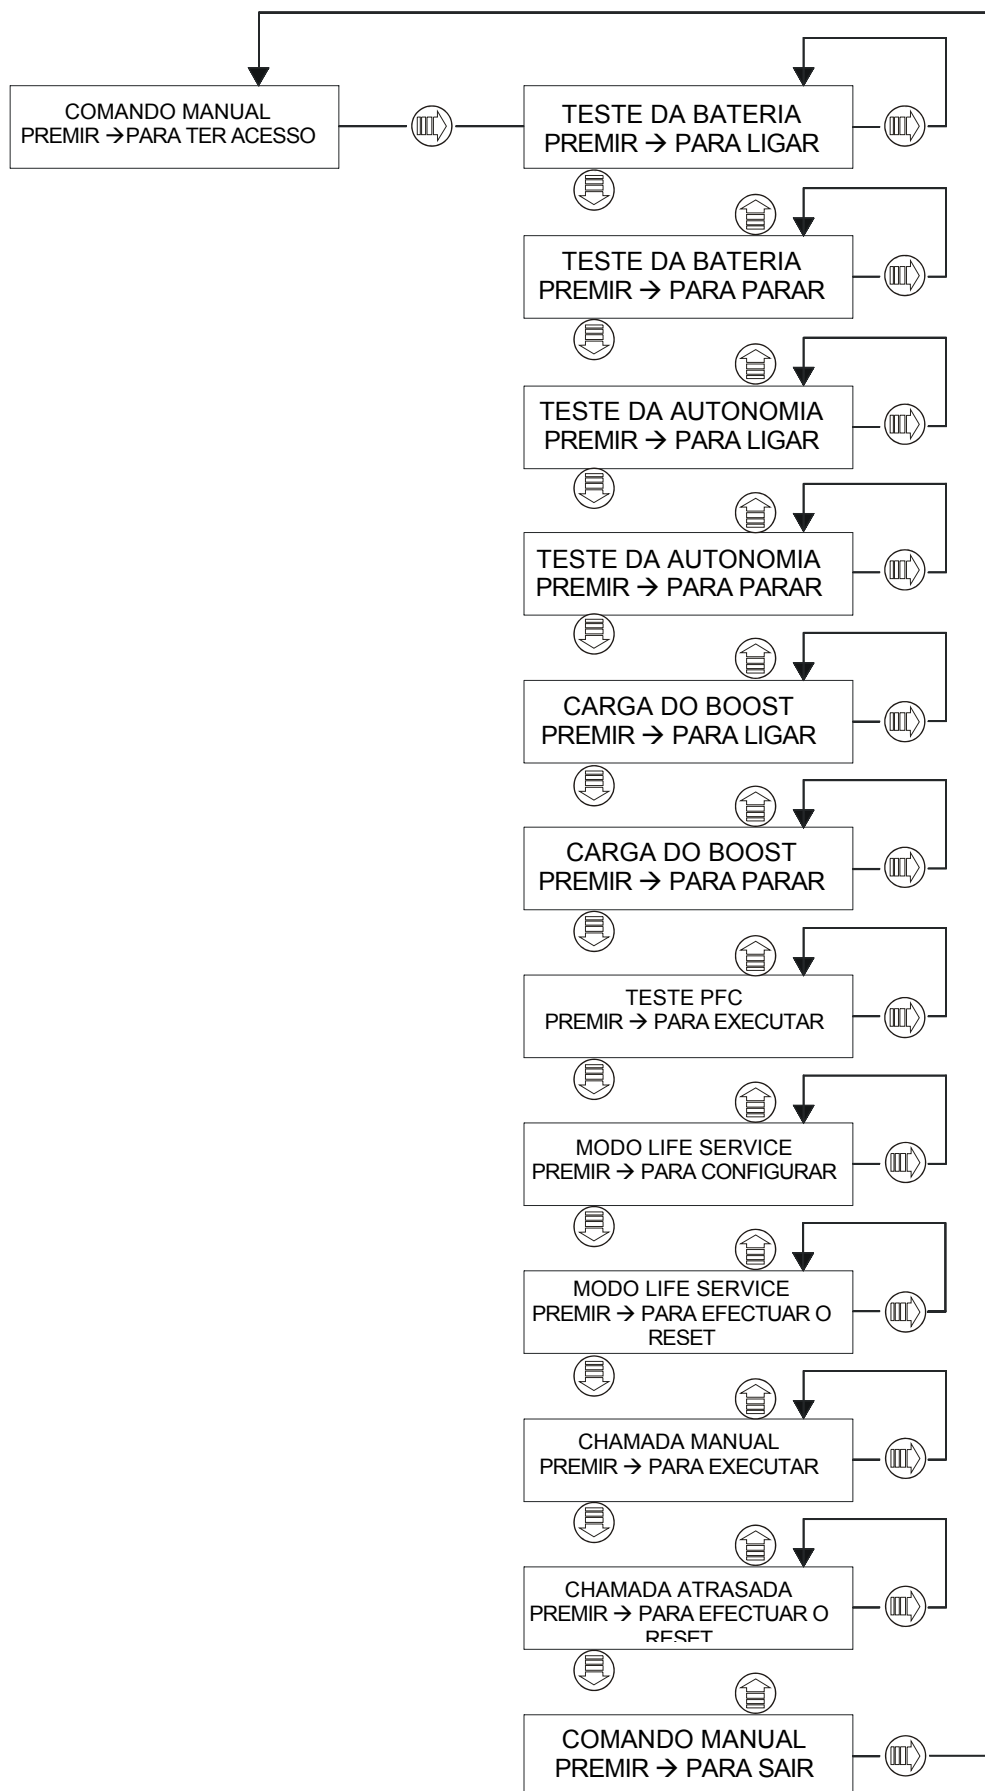 COMANDO MANUAL
PREMIR → PARA TER ACESSO
TESTE DA BATERIA
PREMIR → PARA LIGAR
TESTE DA BATERIA
PREMIR → PARA PARAR
TESTE DA AUTONOMIA
PREMIR → PARA LIGAR
TESTE DA AUTONOMIA
PREMIR → PARA PARAR
CARGA DO BOOST
PREMIR → PARA LIGAR
CARGA DO BOOST
PREMIR → PARA PARAR
TESTE PFC
PREMIR → PARA EXECUTAR
MODO LIFE SERVICE
PREMIR → PARA CONFIGURAR
MODO LIFE SERVICE
PREMIR → PARA EFECTUAR O
RESET
CHAMADA MANUAL
PREMIR → PARA EXECUTAR
CHAMADA ATRASADA
PREMIR → PARA EFECTUAR O
RESET
COMANDO MANUAL
PREMIR → PARA SAIR